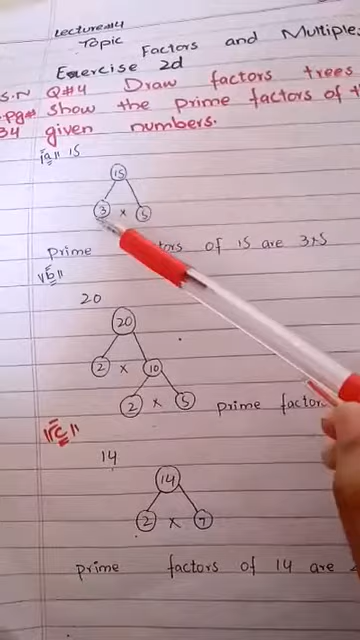 Lecture#14
Topic
Factors and Multiple
Exercise 2d
S.N Q#4 Draw factors trees
pg# Show the prime factors of
34 given numbers.
"a" 15
15
3 x 5
Prime of 15 are 3,5
"b"
20
20
2 x 10
2 x 5 prime factor
"c"
14
14
2 x 7
prime factors of 14 are